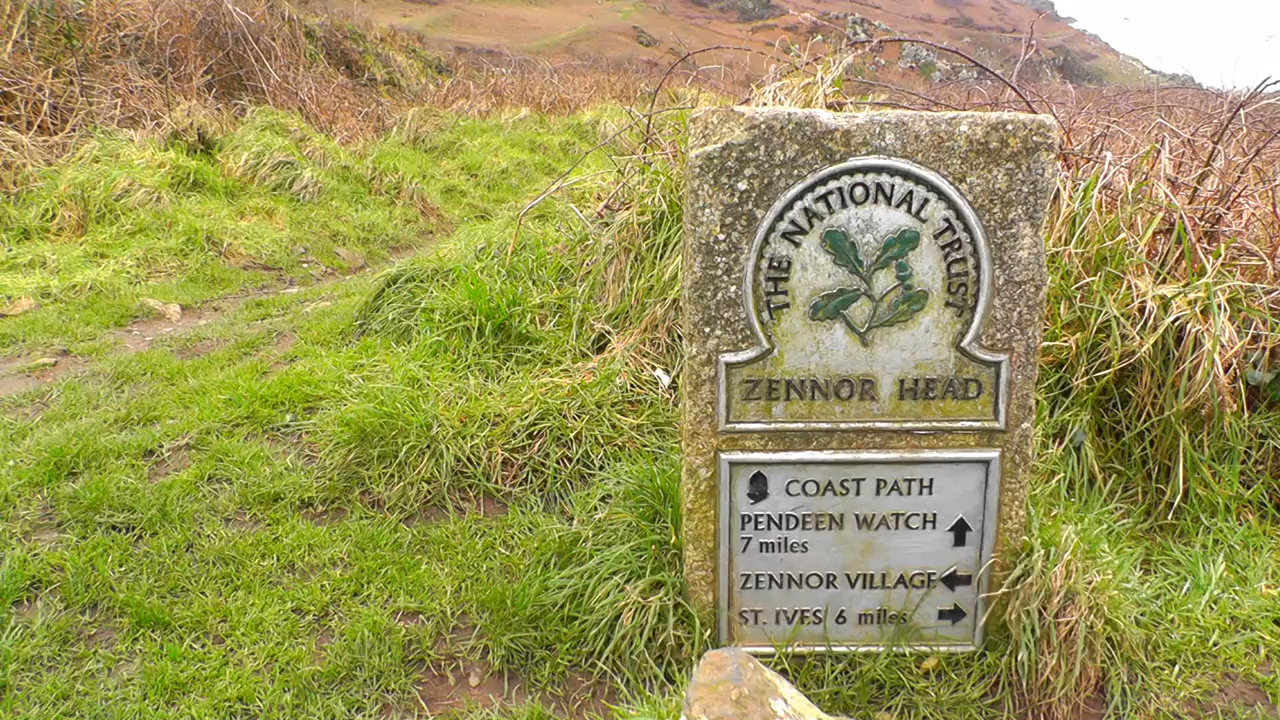 THE NATIONAL TRUST
ZENNOR HEAD
COAST PATH
PENDEEN WATCH
7 miles
ZENNOR VILLAGE
ST. IVES 6 miles